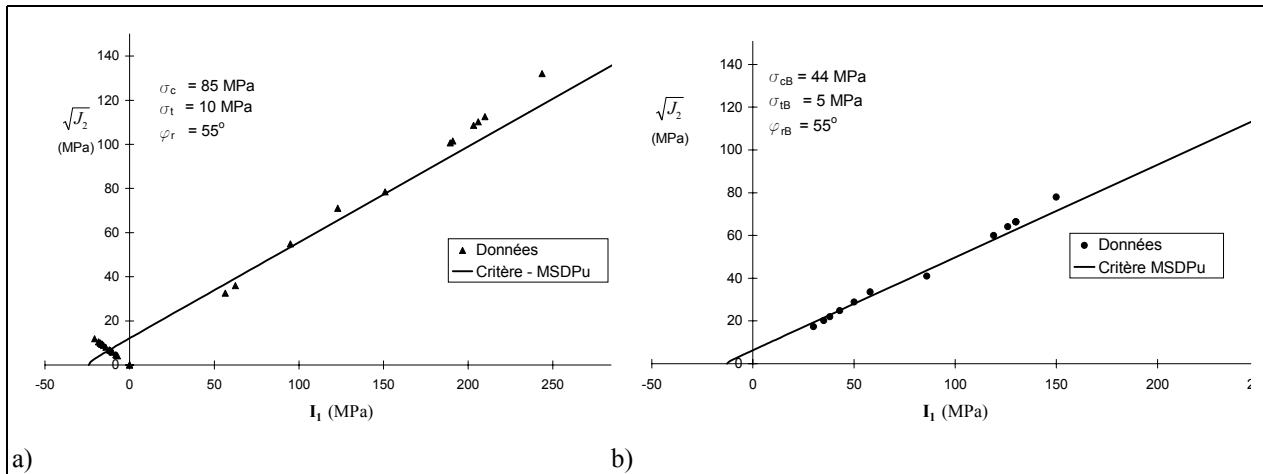 140
120
100
80
60
40
20
0
√J₂
(MPa)
σc = 85 MPa
σt = 10 MPa
φr = 55°
Données
Critère - MSDPu
-50 0 50 100 150 200 250
I₁ (MPa)
a)
140
120
100
80
60
40
20
0
√J₂
(MPa)
σcB = 44 MPa
σtB = 5 MPa
φrB = 55°
Données
Critère MSDPu
-50 0 50 100 150 200
I₁ (MPa)
b)